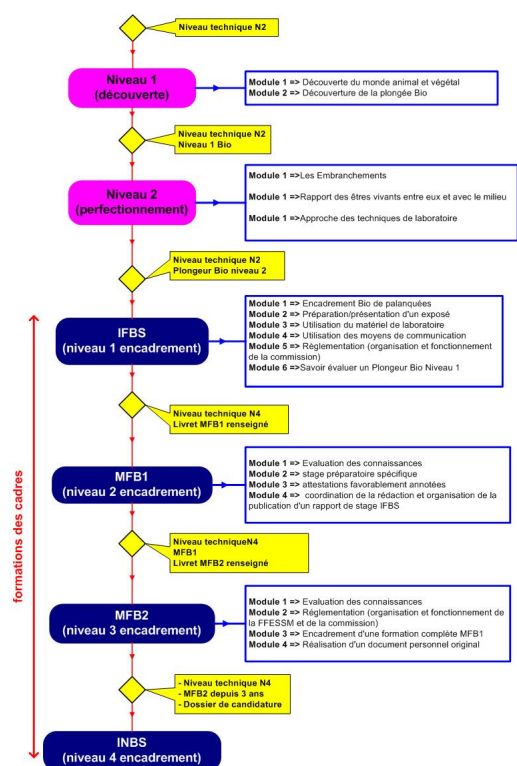 Niveau technique N2
Niveau 1
(découverte)
Module 1 => Découverte du monde animal et végétal
Module 2 => Découverture de la plongée Bio
Niveau technique N2
Niveau 1 Bio
Niveau 2
(perfectionnement)
Module 1 =>Les Embranchements
Module 1 =>Rapport des êtres vivants entre eux et avec le milieu
Module 1 =>Approche des techniques de laboratoire
Niveau technique N2
Plongeur Bio niveau 2
formations des cadres
IFBS
(niveau 1 encadrement)
Module 1 => Encadrement Bio de palanquées
Module 2 => Préparation/présentation d'un exposé
Module 3 => Utilisation du matériel de laboratoire
Module 4 => Utilisation des moyens de communication
Module 5 => Réglementation (organisation et fonctionnement
de la commission)
Module 6 =>Savoir évaluer un Plongeur Bio Niveau 1
Niveau technique N4
Livret MFB1 renseigné
MFB1
(niveau 2 encadrement)
Module 1 => Evaluation des connaissances
Module 2 => stage préparatoire spécifique
Module 3 => attestations favorablement annotées
Module 4 => coordination de la rédaction et organisation de la
publication d'un rapport de stage IFBS
Niveau techniqueN4
MFB1
Livret MFB2 renseigné
MFB2
(niveau 3 encadrement)
Module 1 => Evaluation des connaissances
Module 2 => Réglementation (organisation et fonctionnement de
la FFESSM et de la commission)
Module 3 => Encadrement d'une formation complète MFB1
Module 4 => Réalisation d'un document personnel original
- Niveau technique N4
- MFB2 depuis 3 ans
- Dossier de candidature
INBS
(niveau 4 encadrement)